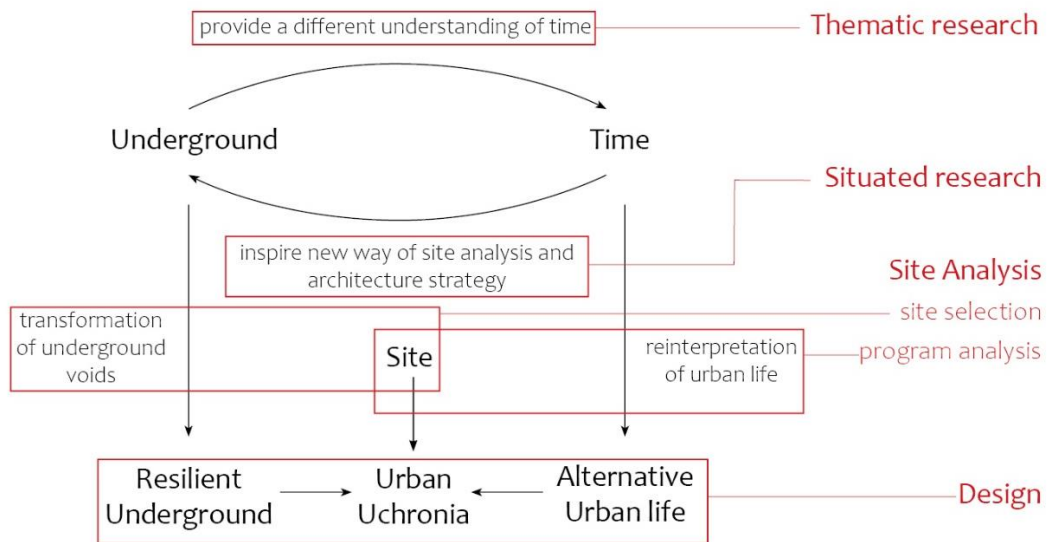 provide a different understanding of time
Thematic research
Underground
Time
Situated research
inspire new way of site analysis and
architecture strategy
Site Analysis
site selection
transformation
of underground
voids
Site
reinterpretation
of urban life
program analysis
Resilient
Underground
Urban
Uchronia
Alternative
Urban life
Design